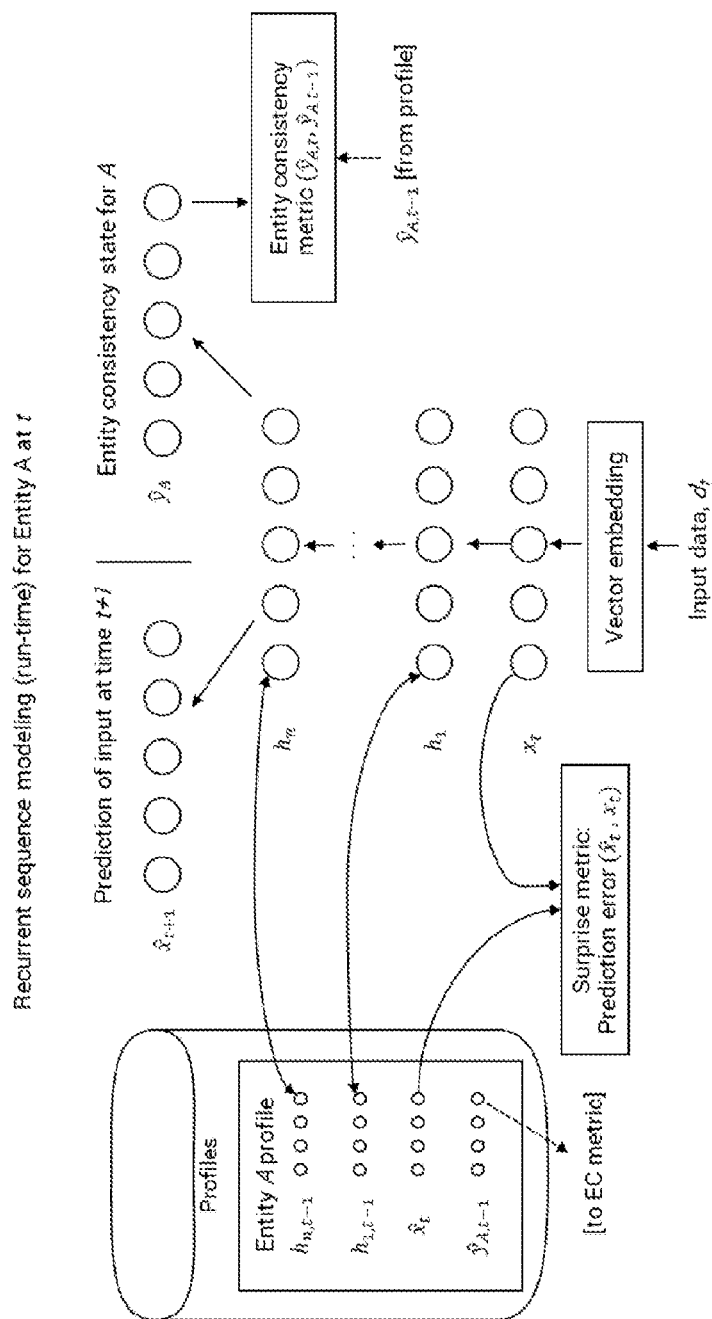 Recurrent sequence modeling (run-time) for Entity A at t
Profiles
Entity A profile
h_{n,t−1}
h_{1,t−1}
x̂_t
ŷ_{A,t−1}
[to EC metric]
Prediction of input at time t+1
x̂_{t+1}
Entity consistency state for A
ŷ_A
h_n
. . .
h_1
x_t
Surprise metric:
Prediction error (x̂_t, x_t)
Vector embedding
Input data, d_t
Entity consistency
metric (ŷ_{A,t}, ŷ_{A,t−1})
ŷ_{A,t−1} [from profile]